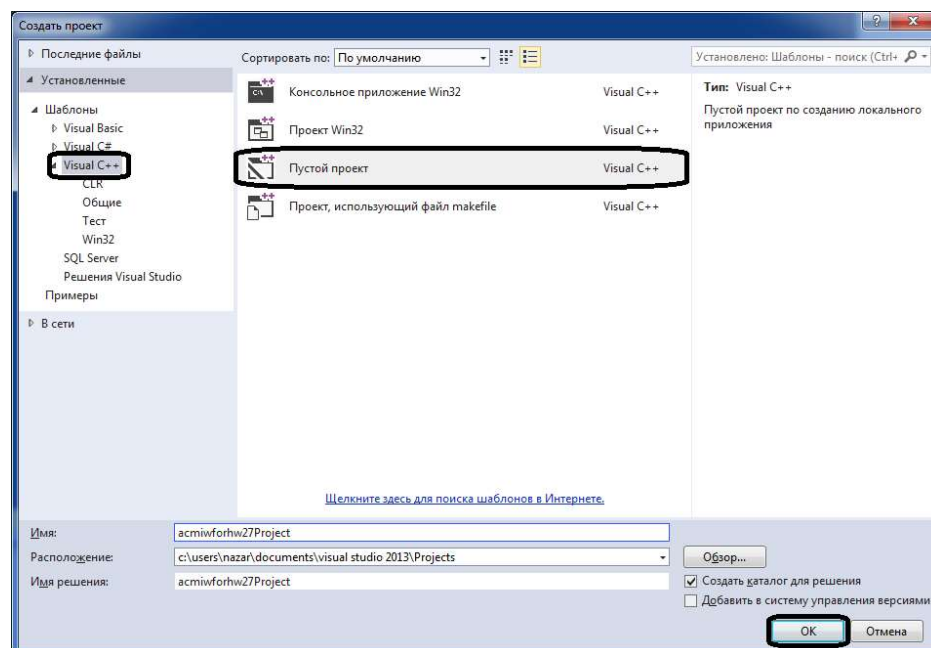 Создать проект
Последние файлы
Установленные
Шаблоны
Visual Basic
Visual C#
Visual C++
CLR
Общие
Тест
Win32
SQL Server
Решения Visual Studio
Примеры
В сети
Сортировать по: По умолчанию
Консольное приложение Win32 Visual C++
Проект Win32 Visual C++
Пустой проект Visual C++
Проект, использующий файл makefile Visual C++
Щелкните здесь для поиска шаблонов в Интернете.
Установлено: Шаблоны - поиск (Ctrl+
Тип: Visual C++
Пустой проект по созданию локального
приложения
Имя: acmiwforhw27Project
Расположение: c:\users\nazar\documents\visual studio 2013\Projects
Имя решения: acmiwforhw27Project
Обзор...
Создать каталог для решения
Добавить в систему управления версиями
OK Отмена